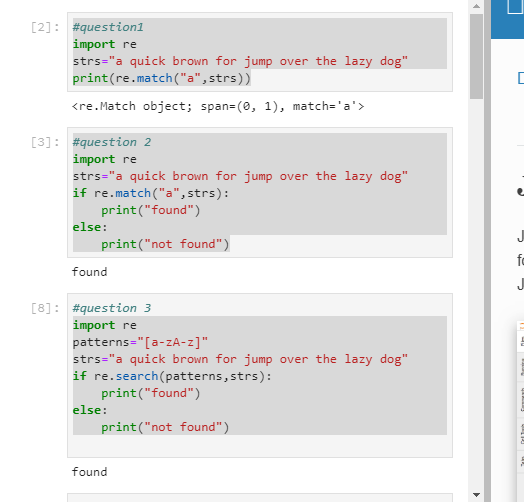 [2]: #question1
import re
strs="a quick brown for jump over the lazy dog"
print(re.match("a",strs))
<re.Match object; span=(0, 1), match='a'>
[3]: #question 2
import re
strs="a quick brown for jump over the lazy dog"
if re.match("a",strs):
    print("found")
else:
    print("not found")
found
[8]: #question 3
import re
patterns="[a-zA-z]"
strs="a quick brown for jump over the lazy dog"
if re.search(patterns,strs):
    print("found")
else:
    print("not found")
found